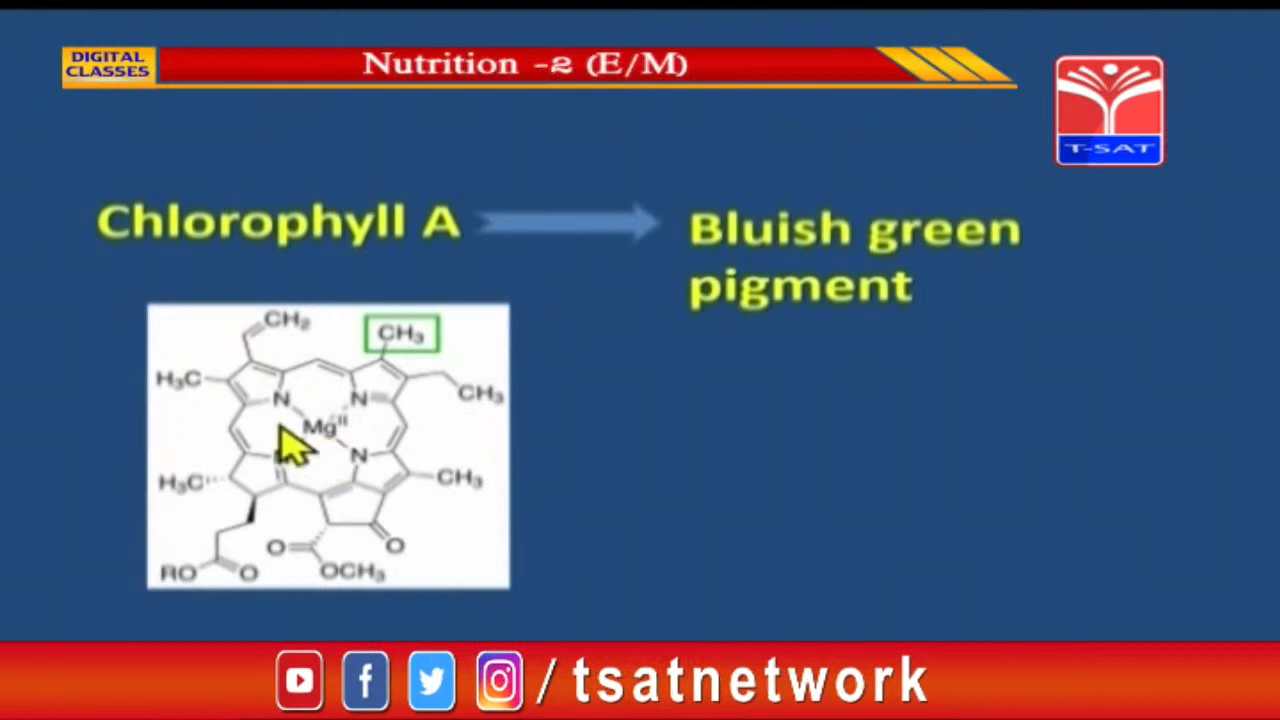 DIGITAL
CLASSES
Nutrition -2 (E/M)
T-SAT
Chlorophyll A
Bluish green
pigment
CH₂
CH₃
H₃C
CH₃
N
N
Mg^II
N
H₃C
CH₃
O
O
RO
O
OCH₃
/ tsatnetwork